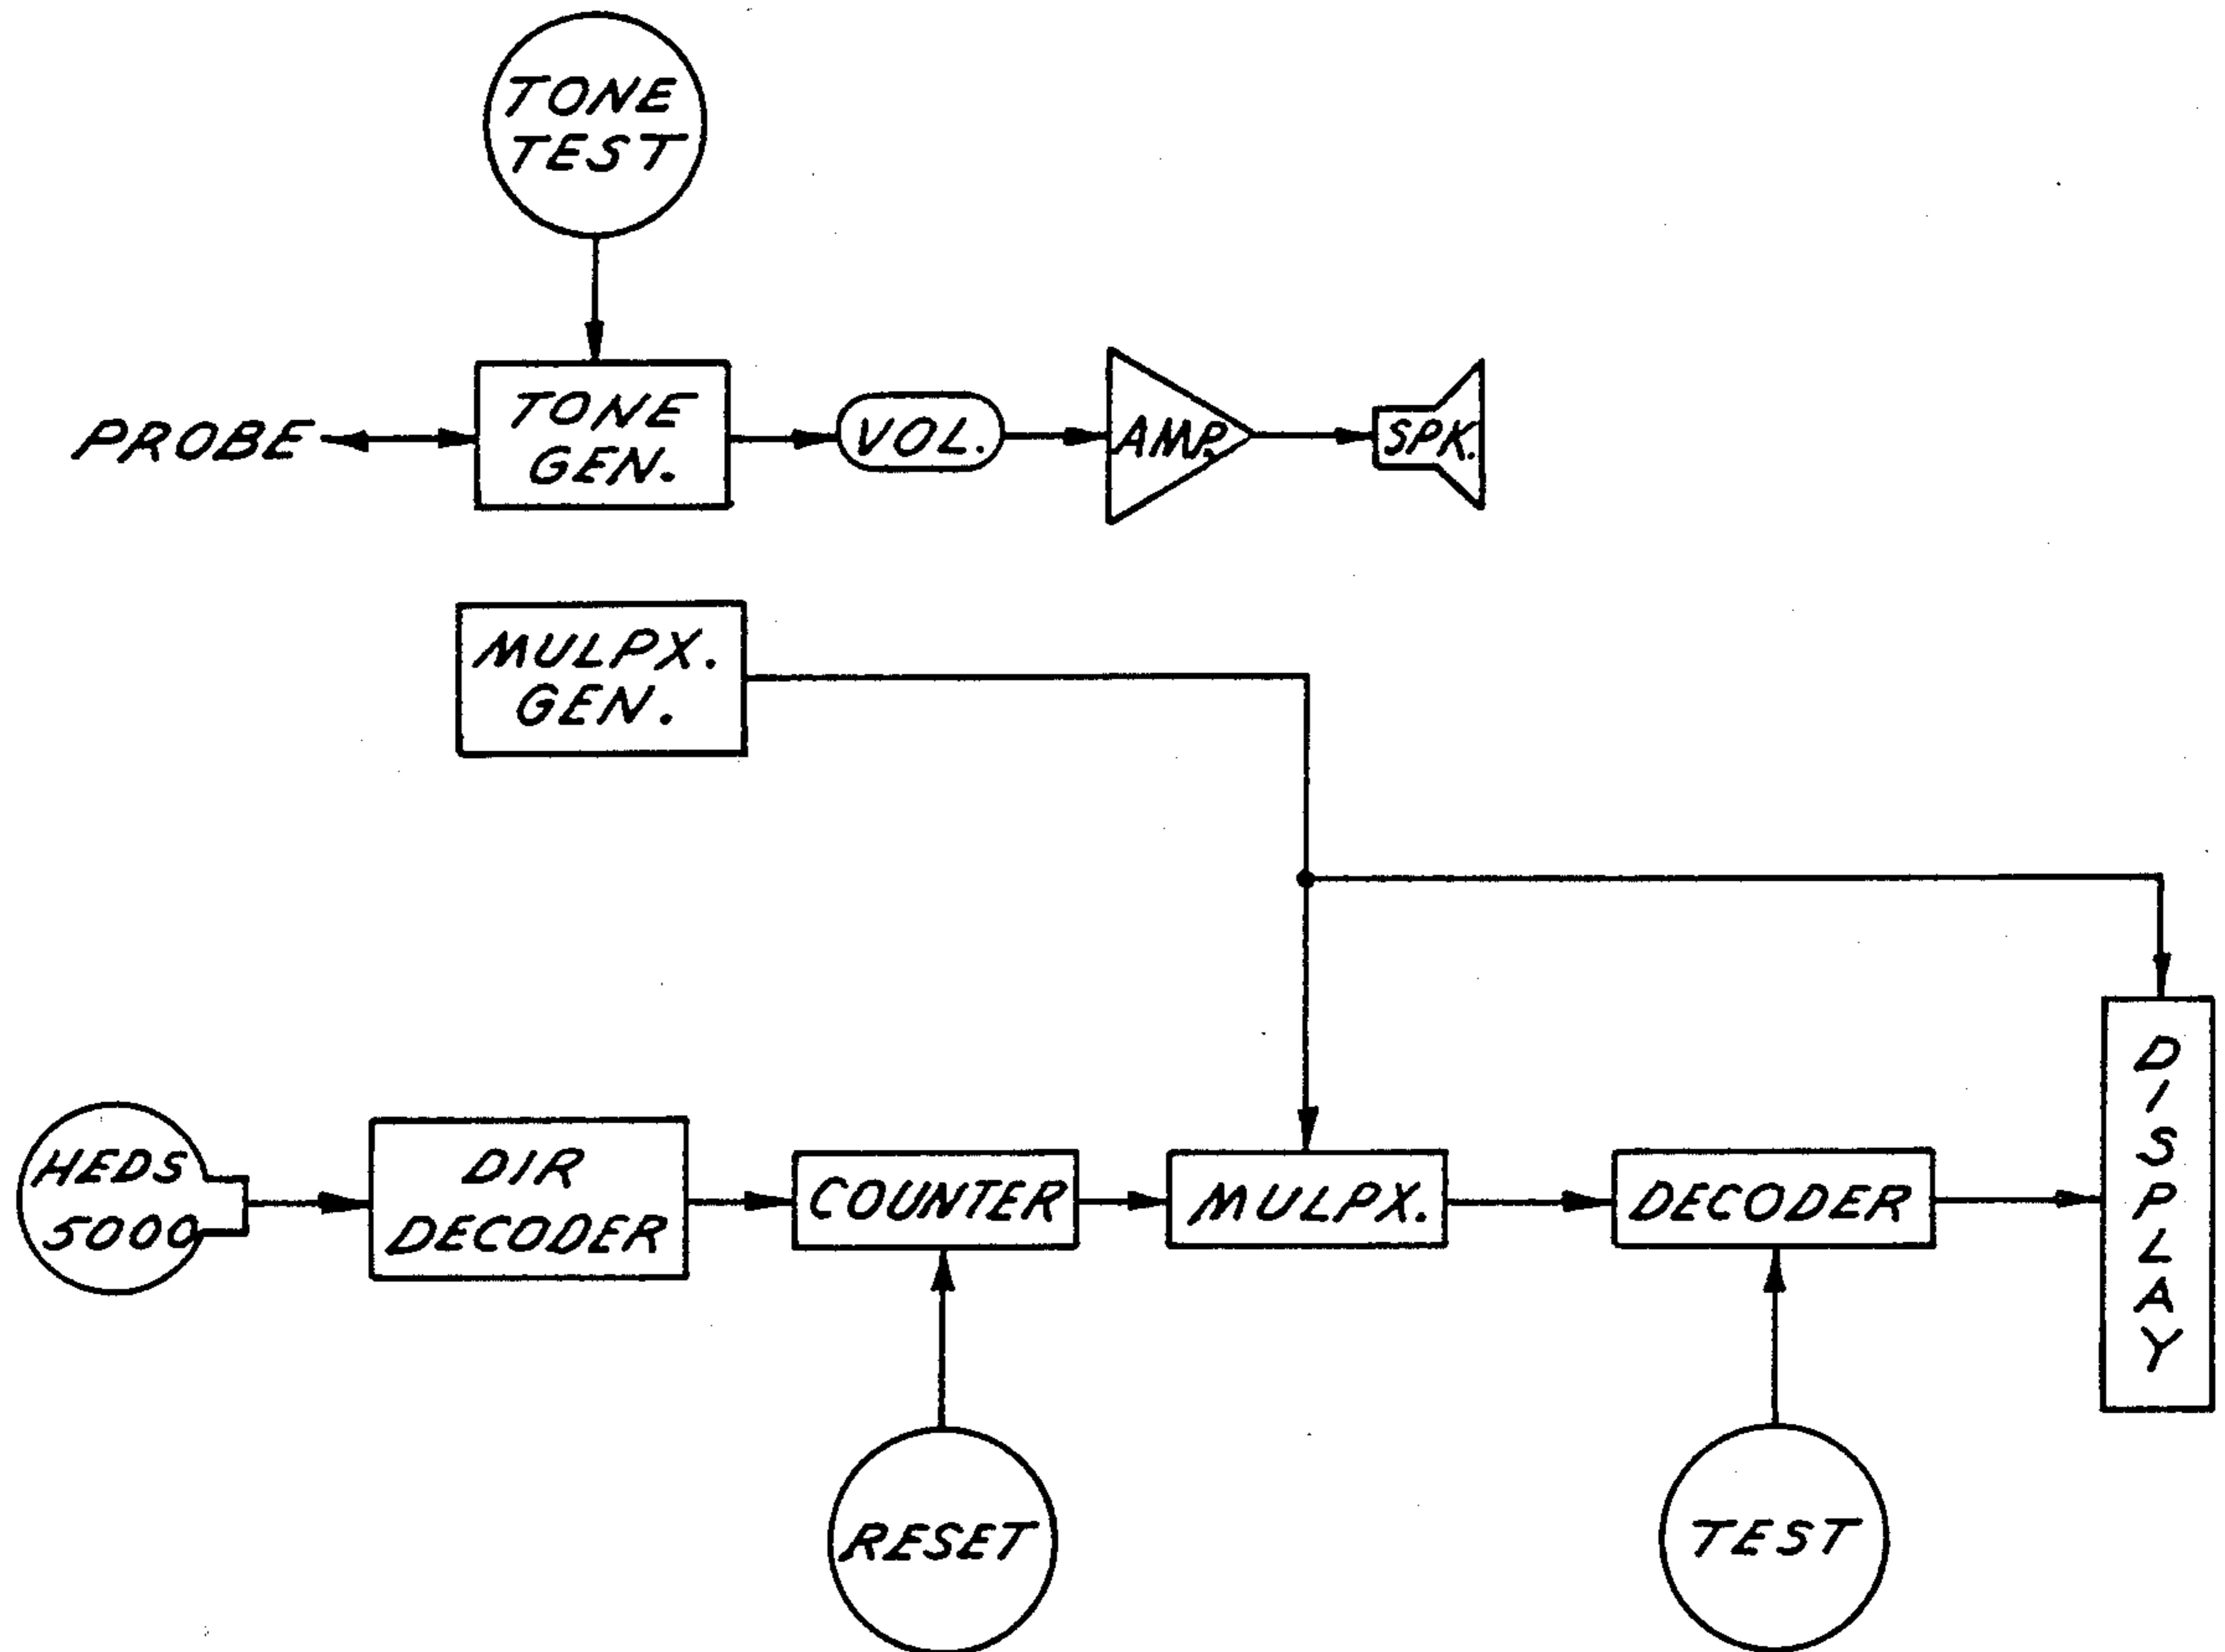 TONE
TEST
PROBE
TONE
GEN.
VOL.
AMP.
SPK.
MULPX.
GEN.
HEDS
5000
DIR
DECODER
COUNTER
MULPX.
DECODER
DISPLAY
RESET
TEST